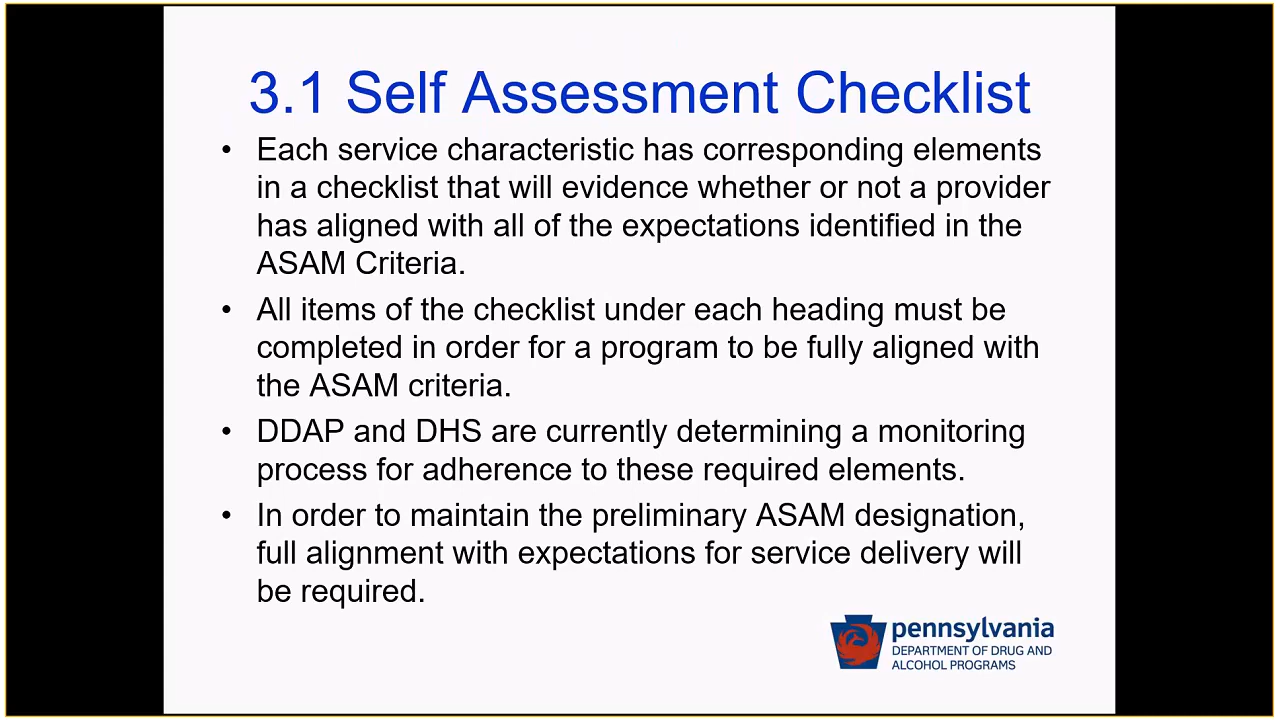 3.1 Self Assessment Checklist
• Each service characteristic has corresponding elements
in a checklist that will evidence whether or not a provider
has aligned with all of the expectations identified in the
ASAM Criteria.
• All items of the checklist under each heading must be
completed in order for a program to be fully aligned with
the ASAM criteria.
• DDAP and DHS are currently determining a monitoring
process for adherence to these required elements.
• In order to maintain the preliminary ASAM designation,
full alignment with expectations for service delivery will
be required.
pennsylvania
DEPARTMENT OF DRUG AND
ALCOHOL PROGRAMS